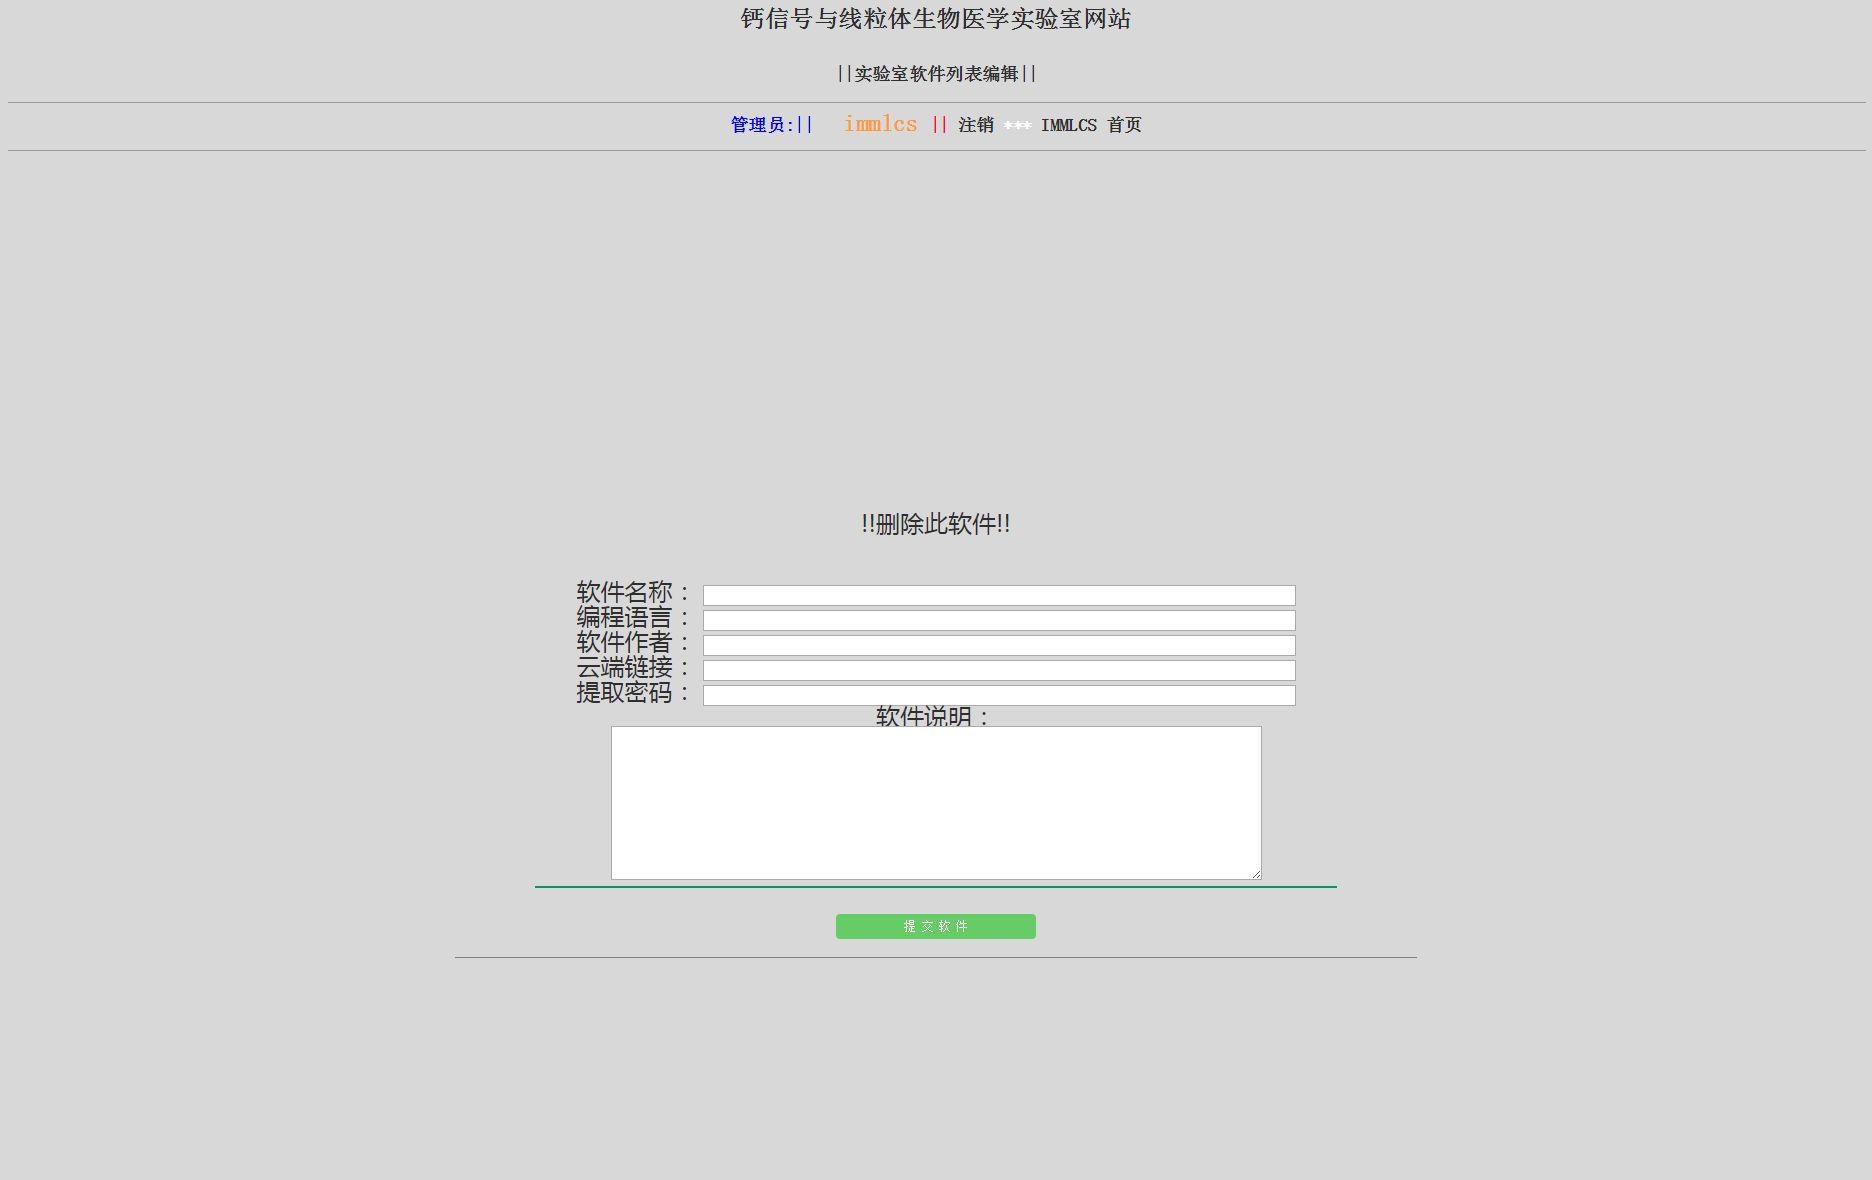 钙信号与线粒体生物医学实验室网站
||实验室软件列表编辑||
管理员:|| immlcs || 注销 *** IMMLCS 首页
!!删除此软件!!
软件名称：
编程语言：
软件作者：
云端链接：
提取密码：
软件说明：
提交软件